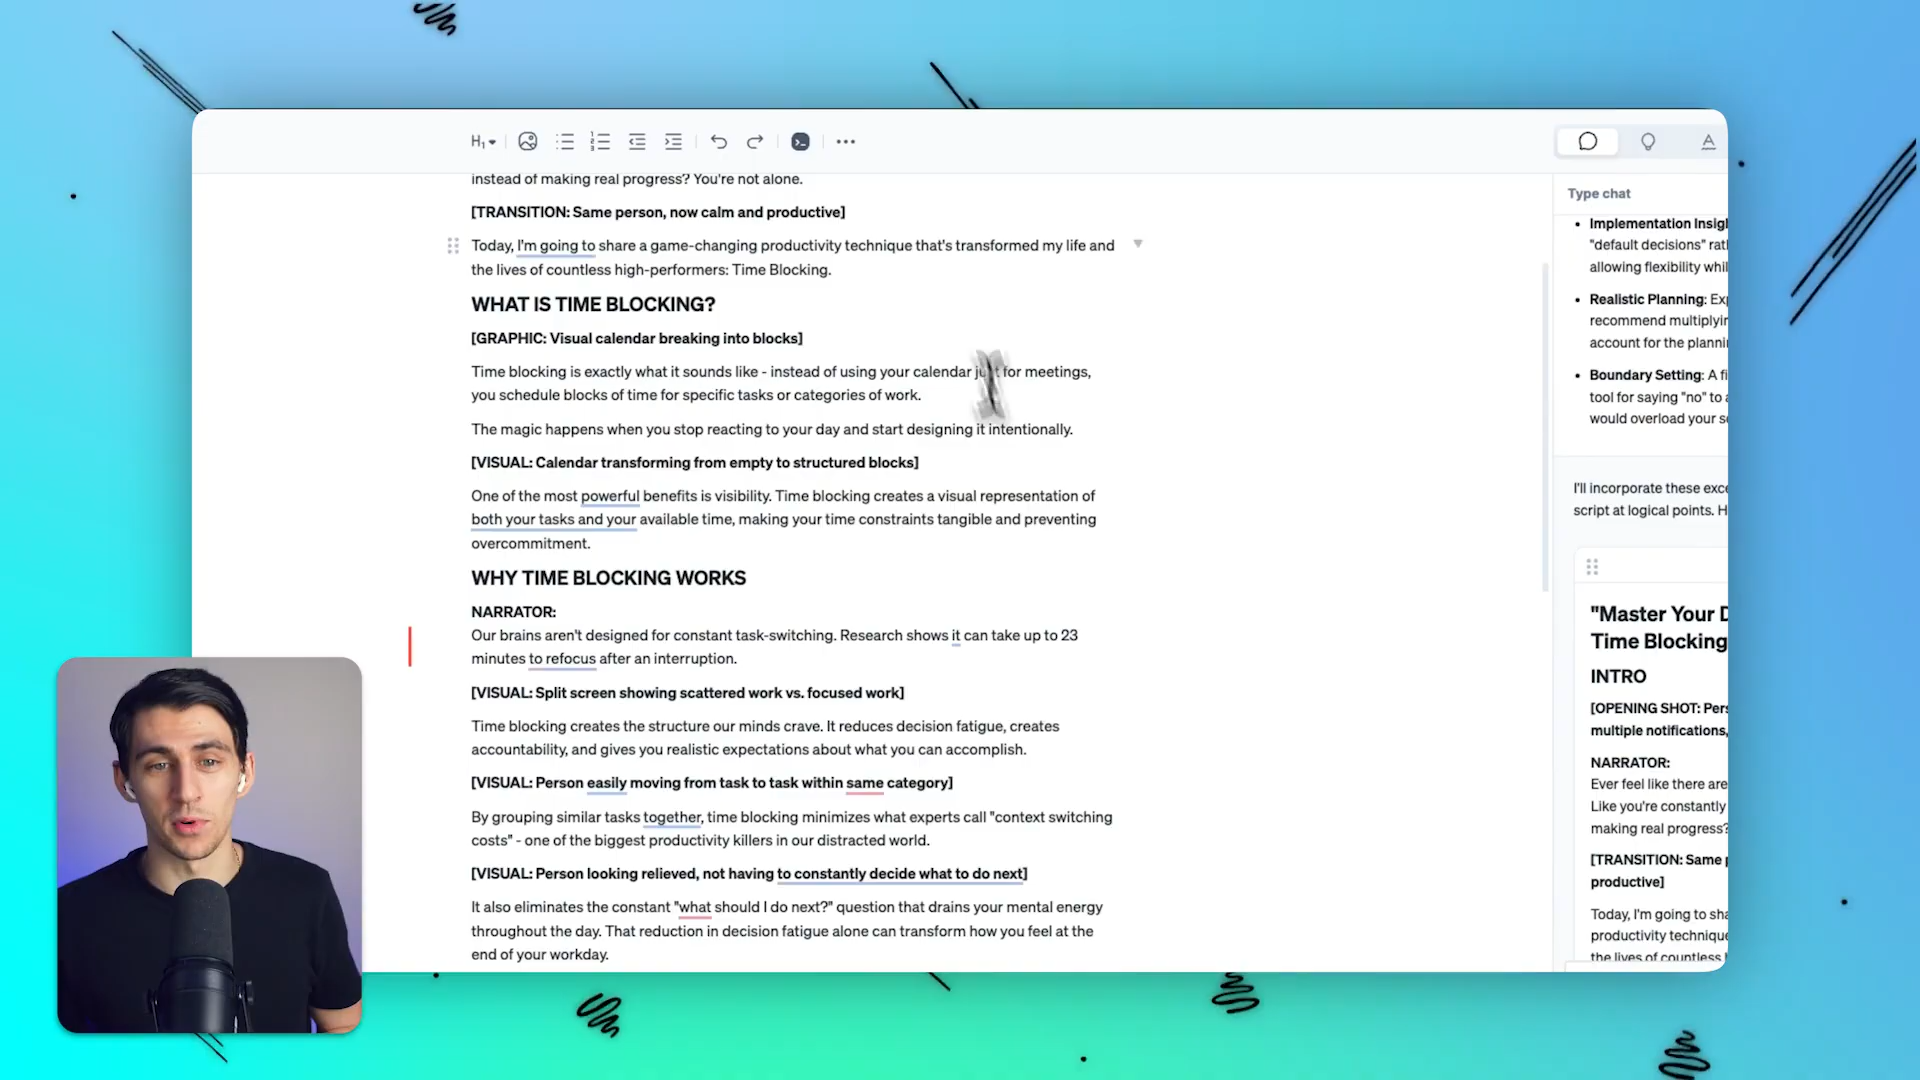 H1
instead of making real progress? You're not alone.
[TRANSITION: Same person, now calm and productive]
Today, I'm going to share a game-changing productivity technique that's transformed my life and
the lives of countless high-performers: Time Blocking.
WHAT IS TIME BLOCKING?
[GRAPHIC: Visual calendar breaking into blocks]
Time blocking is exactly what it sounds like - instead of using your calendar just for meetings,
you schedule blocks of time for specific tasks or categories of work.
The magic happens when you stop reacting to your day and start designing it intentionally.
[VISUAL: Calendar transforming from empty to structured blocks]
One of the most powerful benefits is visibility. Time blocking creates a visual representation of
both your tasks and your available time, making your time constraints tangible and preventing
overcommitment.
WHY TIME BLOCKING WORKS
NARRATOR:
Our brains aren't designed for constant task-switching. Research shows it can take up to 23
minutes to refocus after an interruption.
[VISUAL: Split screen showing scattered work vs. focused work]
Time blocking creates the structure our minds crave. It reduces decision fatigue, creates
accountability, and gives you realistic expectations about what you can accomplish.
[VISUAL: Person easily moving from task to task within same category]
By grouping similar tasks together, time blocking minimizes what experts call "context switching
costs" - one of the biggest productivity killers in our distracted world.
[VISUAL: Person looking relieved, not having to constantly decide what to do next]
It also eliminates the constant "what should I do next?" question that drains your mental energy
throughout the day. That reduction in decision fatigue alone can transform how you feel at the
end of your workday.
Type chat
• Implementation Insig
"default decisions" rat
allowing flexibility whil
• Realistic Planning: Ex
recommend multiplyin
account for the planni
• Boundary Setting: A fi
tool for saying "no" to a
would overload your s
I'll incorporate these exce
script at logical points. H
"Master Your D
Time Blocking
INTRO
[OPENING SHOT: Pers
multiple notifications,
NARRATOR:
Ever feel like there are
Like you're constantly
making real progress?
[TRANSITION: Same p
productive]
Today, I'm going to sha
productivity technique
the lives of countless